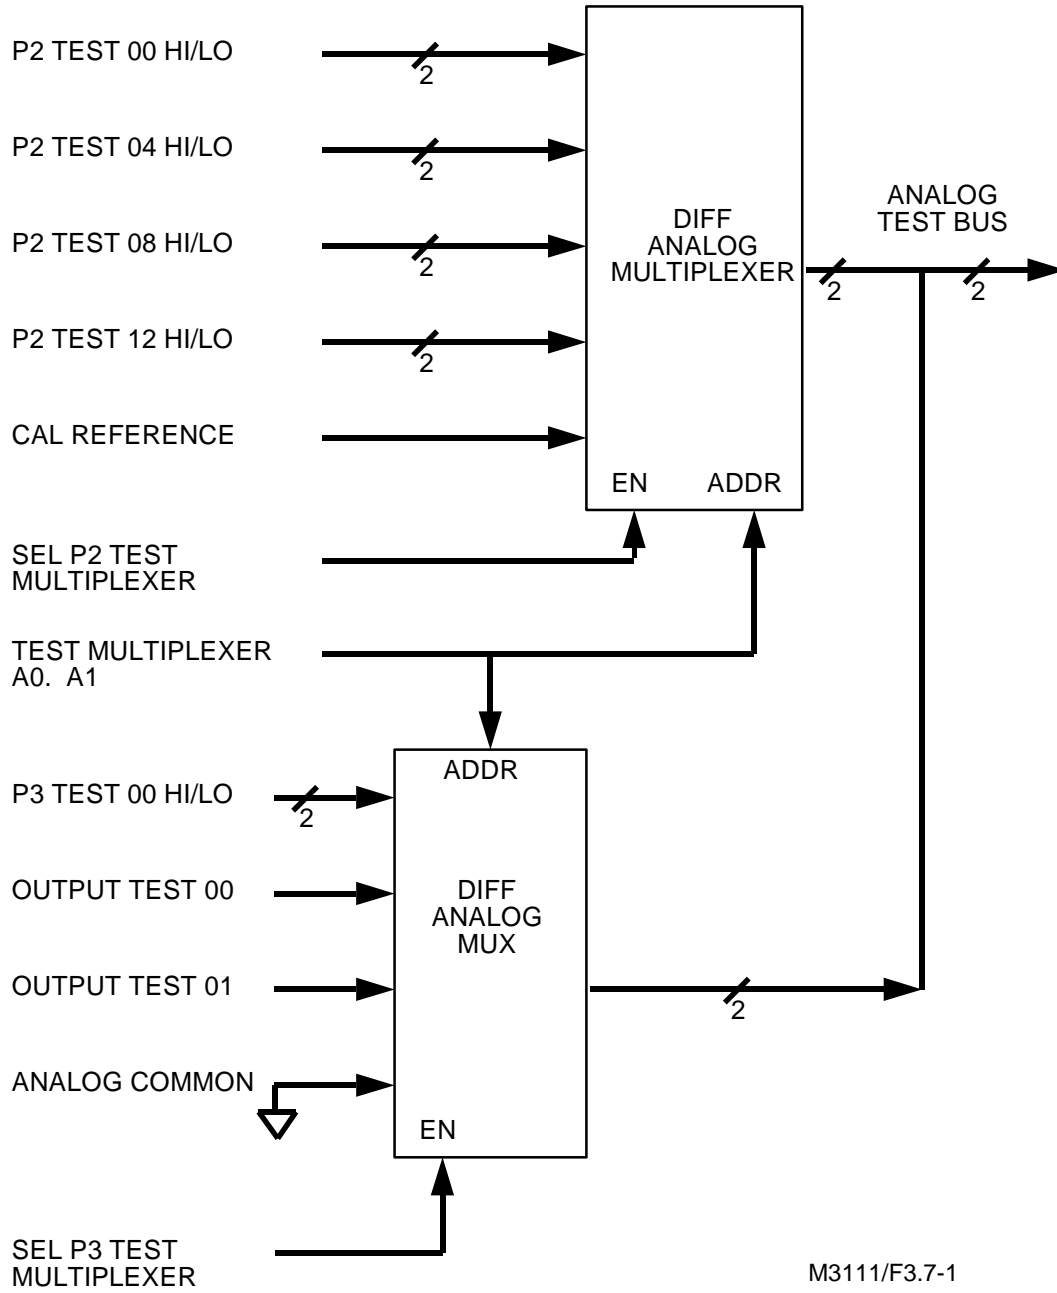 P2 TEST 00 HI/LO
2
P2 TEST 04 HI/LO
2
P2 TEST 08 HI/LO
2
P2 TEST 12 HI/LO
2
CAL REFERENCE
DIFF
ANALOG
MULTIPLEXER
EN ADDR
ANALOG
TEST BUS
2
2
SEL P2 TEST
MULTIPLEXER
TEST MULTIPLEXER
A0. A1
ADDR
P3 TEST 00 HI/LO
2
OUTPUT TEST 00
OUTPUT TEST 01
ANALOG COMMON
DIFF
ANALOG
MUX
EN
2
SEL P3 TEST
MULTIPLEXER
M3111/F3.7-1